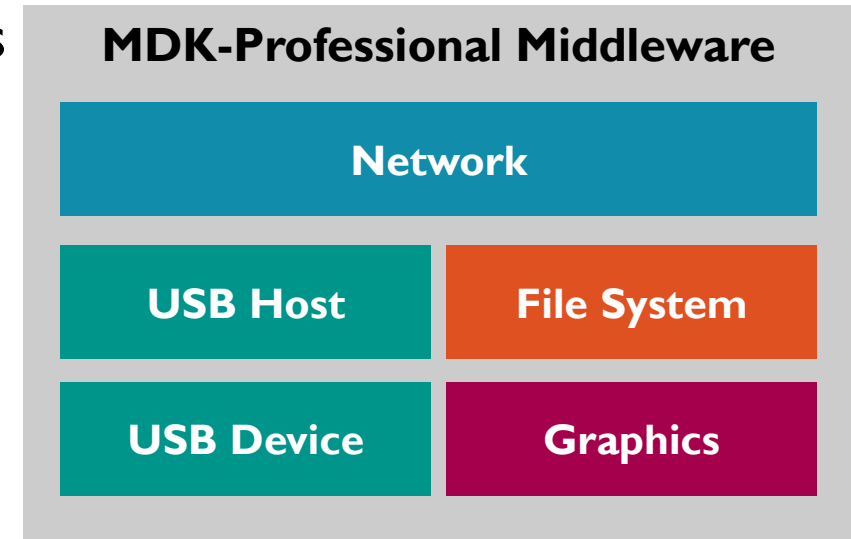 s
MDK-Professional Middleware
Network
USB Host
File System
USB Device
Graphics